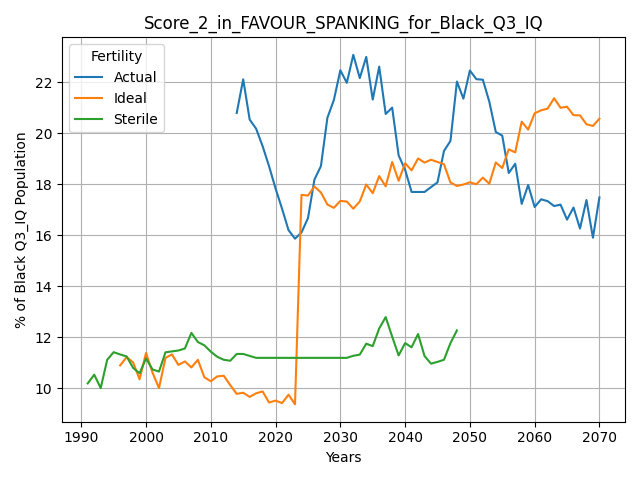 Score_2_in_FAVOUR_SPANKING_for_Black_Q3_IQ
Fertility
Actual
Ideal
Sterile
% of Black Q3_IQ Population
22
20
18
16
14
12
10
1990 2000 2010 2020 2030 2040 2050 2060 2070
Years